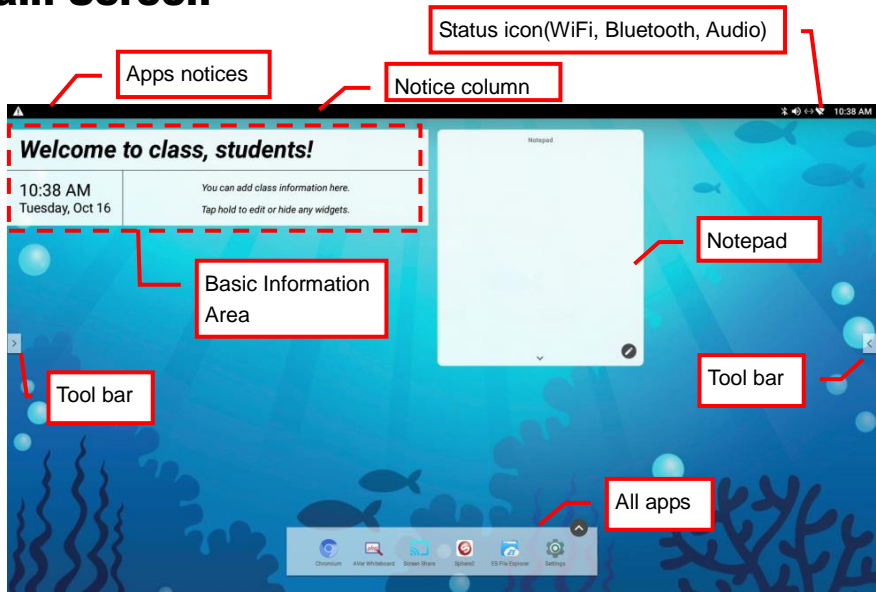 Status icon(WiFi, Bluetooth, Audio)
Apps notices
Notice column
10:38 AM
Welcome to class, students!
10:38 AM
Tuesday, Oct 16
You can add class information here.
Tap hold to edit or hide any widgets.
Notepad
Notepad
Basic Information
Area
Tool bar
Tool bar
All apps
Chromium
AVer Whiteboard
Screen Share
Sphere2
ES File Explorer
Settings